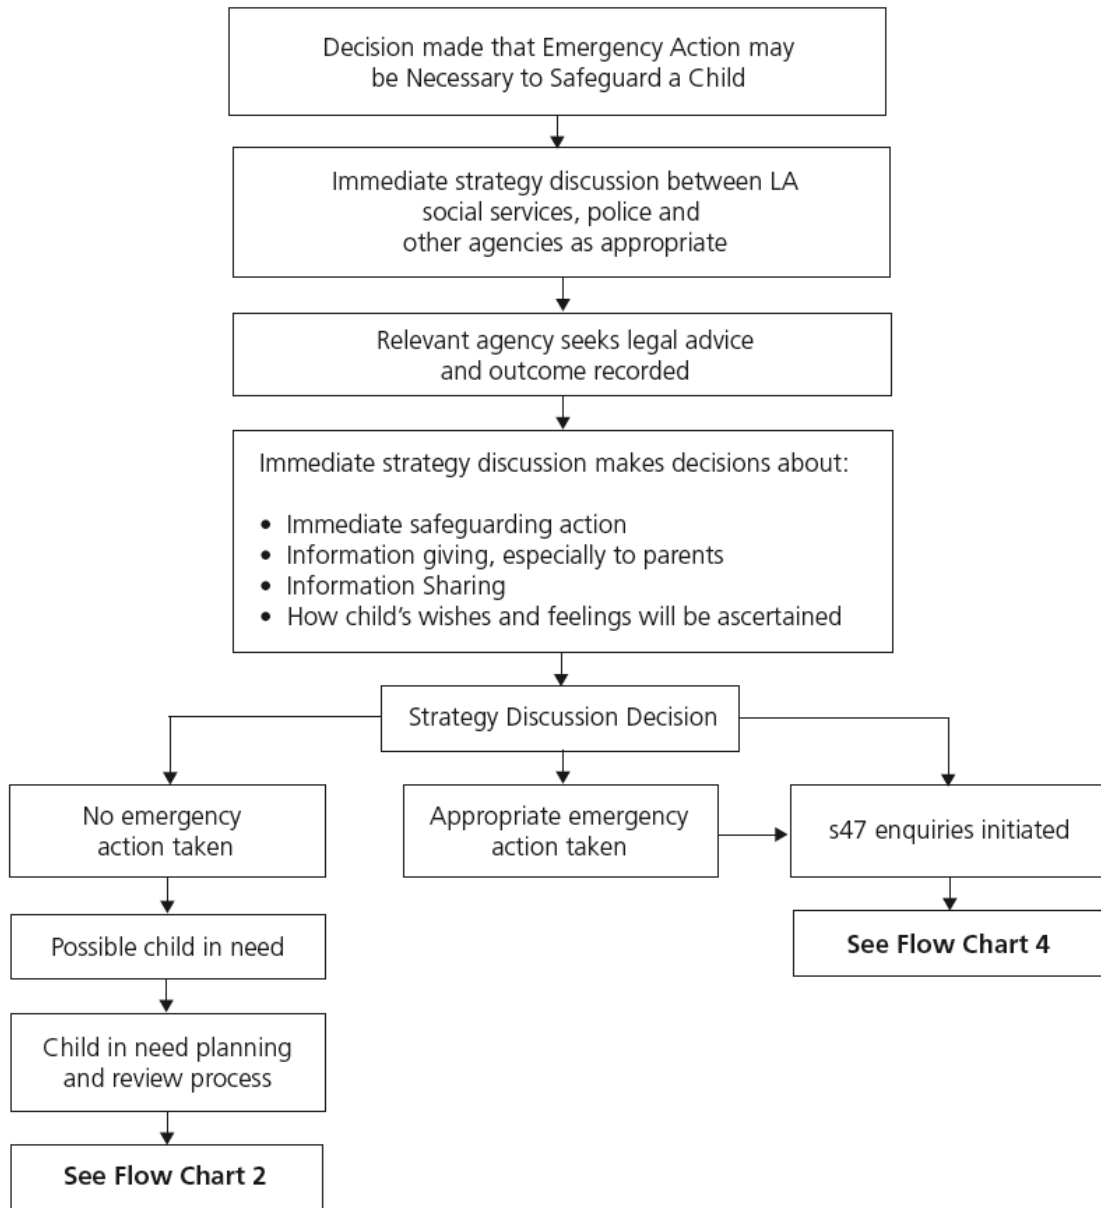 Decision made that Emergency Action may
be Necessary to Safeguard a Child
Immediate strategy discussion between LA
social services, police and
other agencies as appropriate
Relevant agency seeks legal advice
and outcome recorded
Immediate strategy discussion makes decisions about:
• Immediate safeguarding action
• Information giving, especially to parents
• Information Sharing
• How child’s wishes and feelings will be ascertained
Strategy Discussion Decision
No emergency
action taken
Appropriate emergency
action taken
s47 enquiries initiated
Possible child in need
See Flow Chart 4
Child in need planning
and review process
See Flow Chart 2